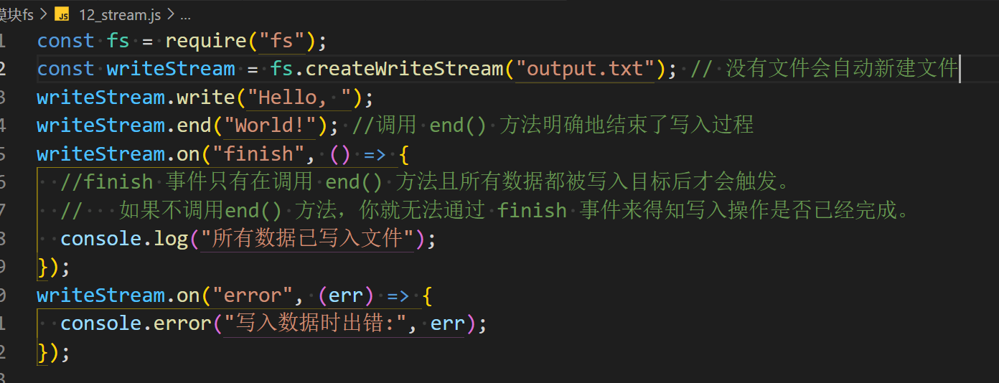 模块fs > JS 12_stream.js > ...
1 const fs = require("fs");
2 const writeStream = fs.createWriteStream("output.txt"); // 没有文件会自动新建文件
3 writeStream.write("Hello, ");
4 writeStream.end("World!"); //调用 end() 方法明确地结束了写入过程
5 writeStream.on("finish", () => {
6   //finish 事件只有在调用 end() 方法且所有数据都被写入目标后才会触发。
7   //   如果不调用end() 方法，你就无法通过 finish 事件来得知写入操作是否已经完成。
8   console.log("所有数据已写入文件");
9 });
0 writeStream.on("error", (err) => {
1   console.error("写入数据时出错:", err);
2 });
3